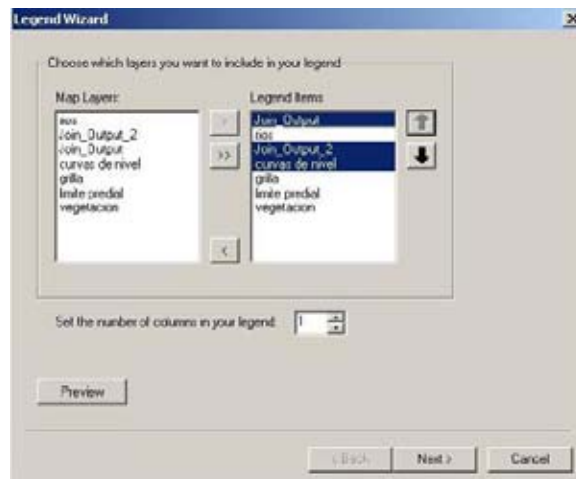 Legend Wizard
Choose which layers you want to include in your legend
Map Layers:
rios
Join_Output_2
Join_Output
curvas de nivel
grilla
limite predial
vegetacion
>
>>
<
Legend Items
Join_Output
rios
Join_Output_2
curvas de nivel
grilla
limite predial
vegetacion
Set the number of columns in your legend:
1
Preview
< Back
Next >
Cancel